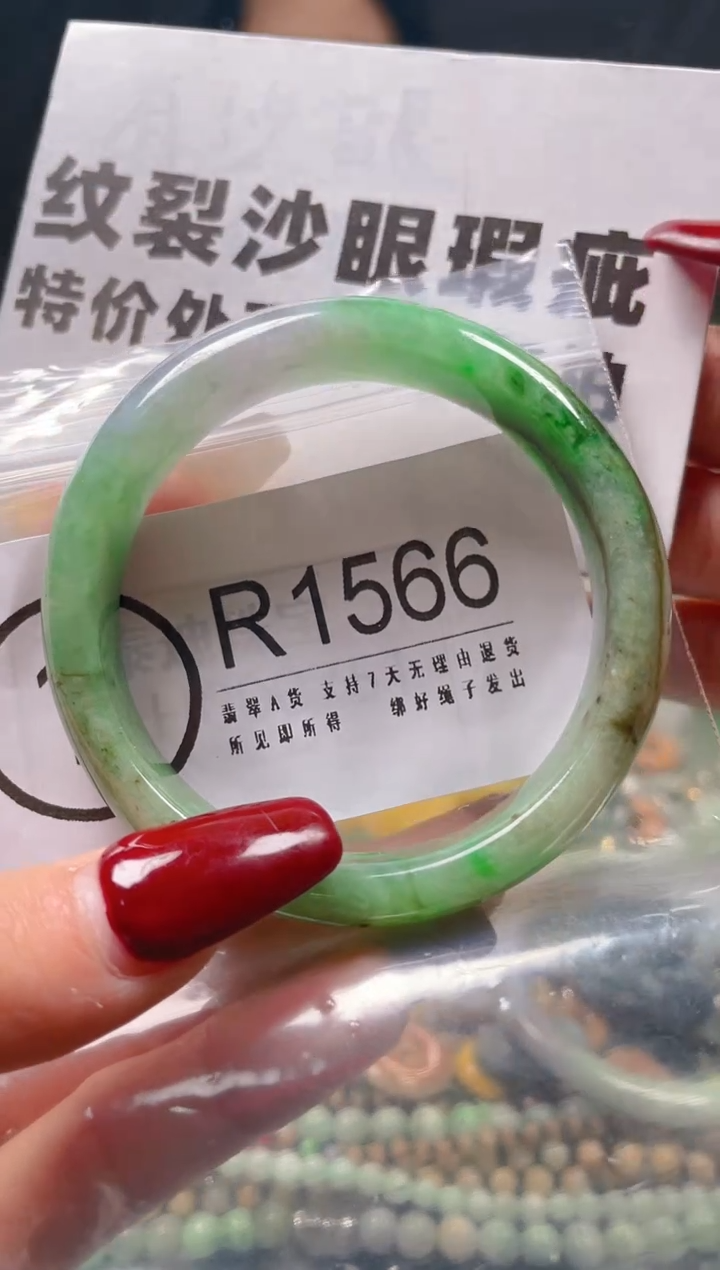 纹裂沙眼瑕疵
特价处
R1566
翡翠A货 支持7天无理由退货
所见即所得 绑好绳子发出